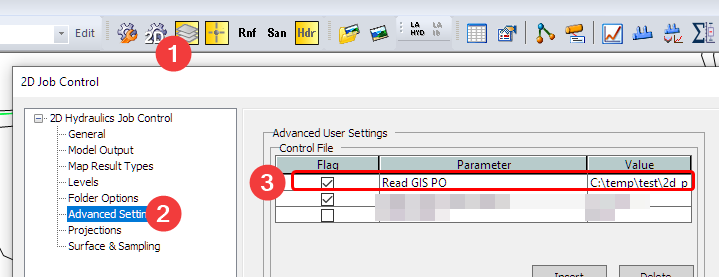 Edit
2D
Rnf
San
Hdr
LA
HYD
LA
IB
1
2D Job Control
2D Hydraulics Job Control
General
Model Output
Map Result Types
Levels
Folder Options
Advanced Settin
2
Projections
Surface & Sampling
Advanced User Settings
Control File
Flag Parameter Value
3 Read GIS PO C:\temp\test\2d_p
Insert Delete